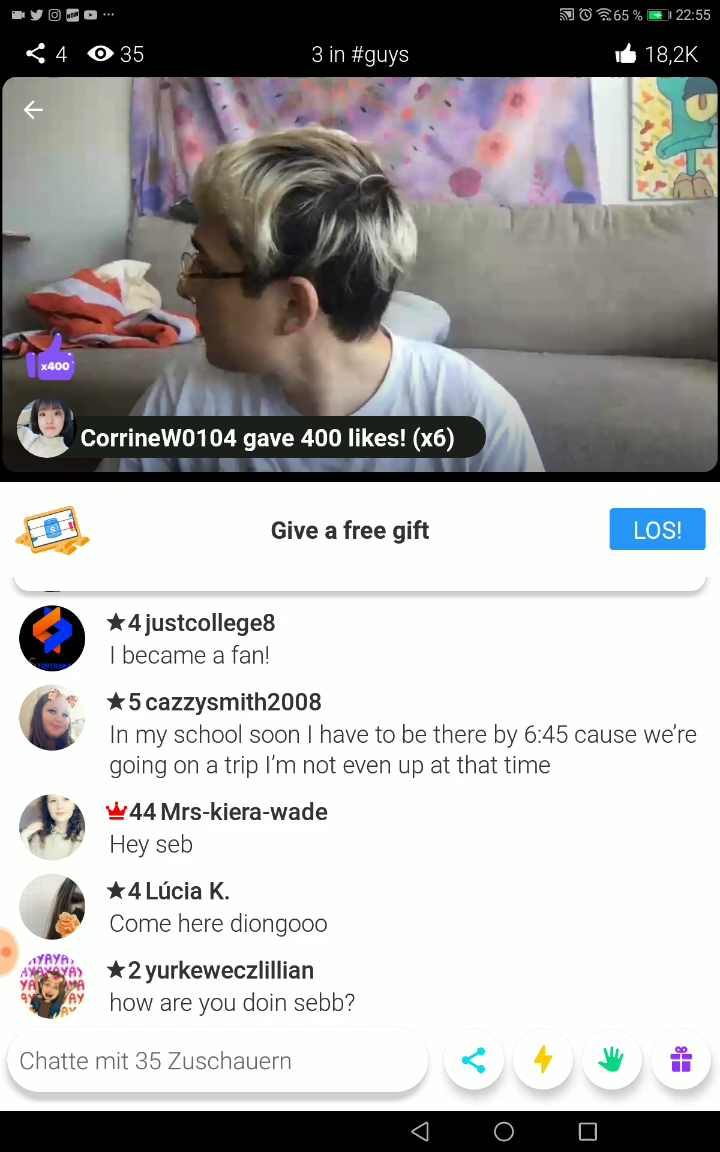 65 % 22:55
4 35 3 in #guys 18,2K
x400
CorrineW0104 gave 400 likes! (x6)
Give a free gift LOS!
4 justcollege8
I became a fan!
5 cazzysmith2008
In my school soon I have to be there by 6:45 cause we’re
going on a trip I’m not even up at that time
44 Mrs-kiera-wade
Hey seb
4 Lúcia K.
Come here diongooo
2 yurkeweczlillian
how are you doin sebb?
Chatte mit 35 Zuschauern